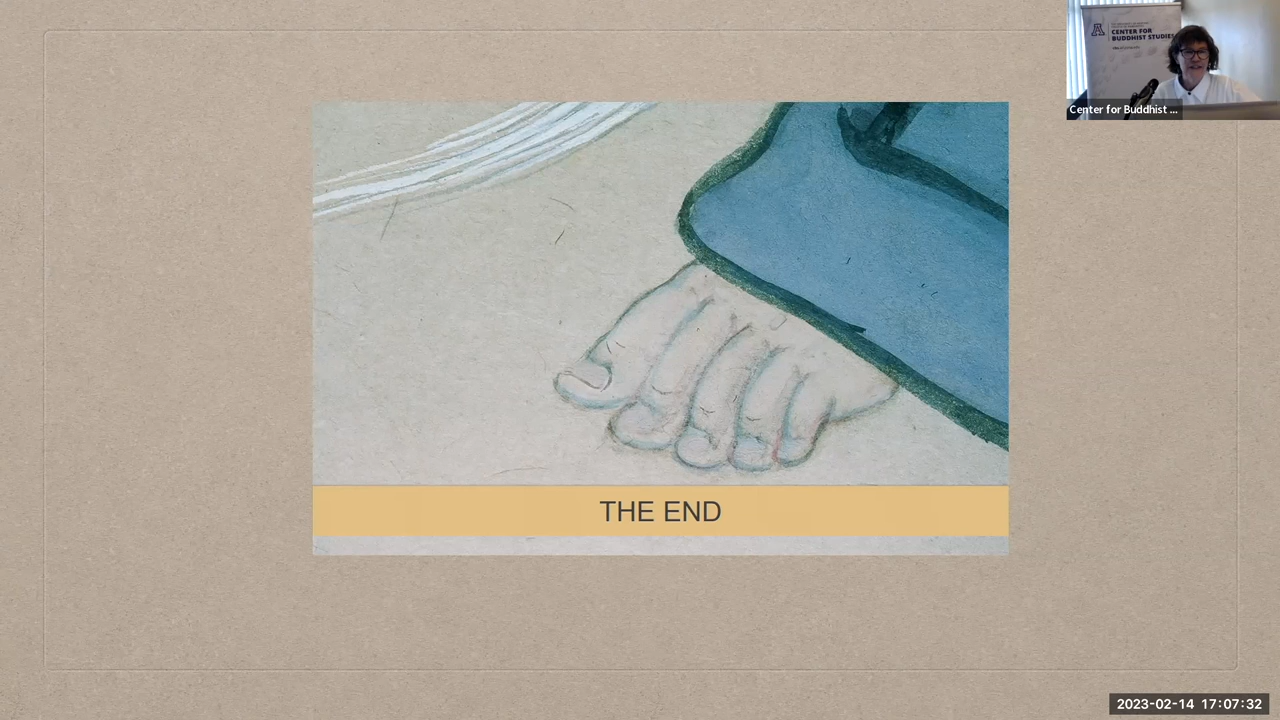 CENTER FOR
BUDDHIST STUDIES
Center for Buddhist ...
THE END
2023-02-14 17:07:32